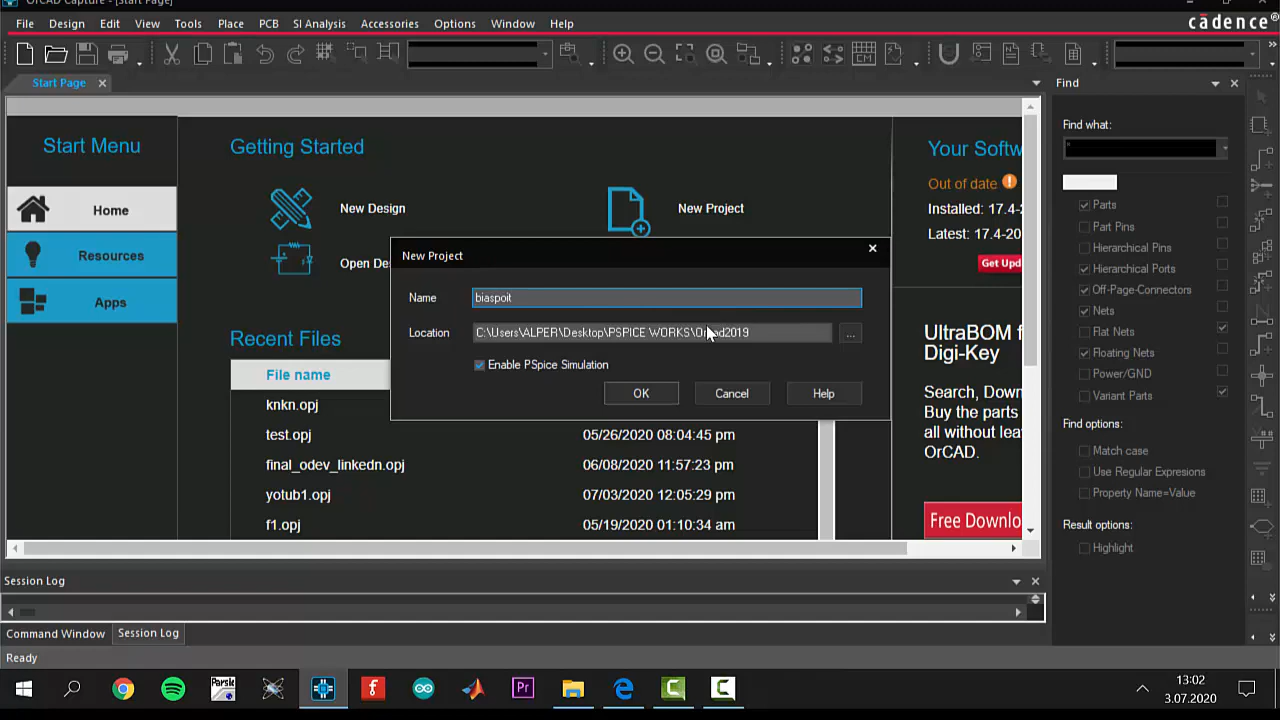 OrCAD Capture - [Start Page]
File Design Edit View Tools Place PCB SI Analysis Accessories Options Window Help
cādence®
Start Page
Find
Start Menu
Home
Resources
Apps
Getting Started
New Design
New Project
Open De
Recent Files
File name
knkn.opj
test.opj 05/26/2020 08:04:45 pm
final_odev_linkedn.opj 06/08/2020 11:57:23 pm
yotub1.opj 07/03/2020 12:05:29 pm
f1.opj 05/19/2020 01:10:34 am
New Project
Name biaspoit
Location C:\Users\ALPER\Desktop\PSPICE WORKS\Orcad2019 ...
Enable PSpice Simulation
OK Cancel Help
Your Softw
Out of date
Installed: 17.4-2
Latest: 17.4-20
Get Upd
UltraBOM f
Digi-Key
Search, Down
Buy the parts
all without lea
OrCAD.
Free Downlo
Find what:
*
Parts
Part Pins
Hierarchical Pins
Hierarchical Ports
Off-Page-Connectors
Nets
Flat Nets
Floating Nets
Power/GND
Variant Parts
Find options:
Match case
Use Regular Expresions
Property Name=Value
Result options:
Highlight
Session Log
Command Window Session Log
Ready
Parsk
Pr
13:02
3.07.2020